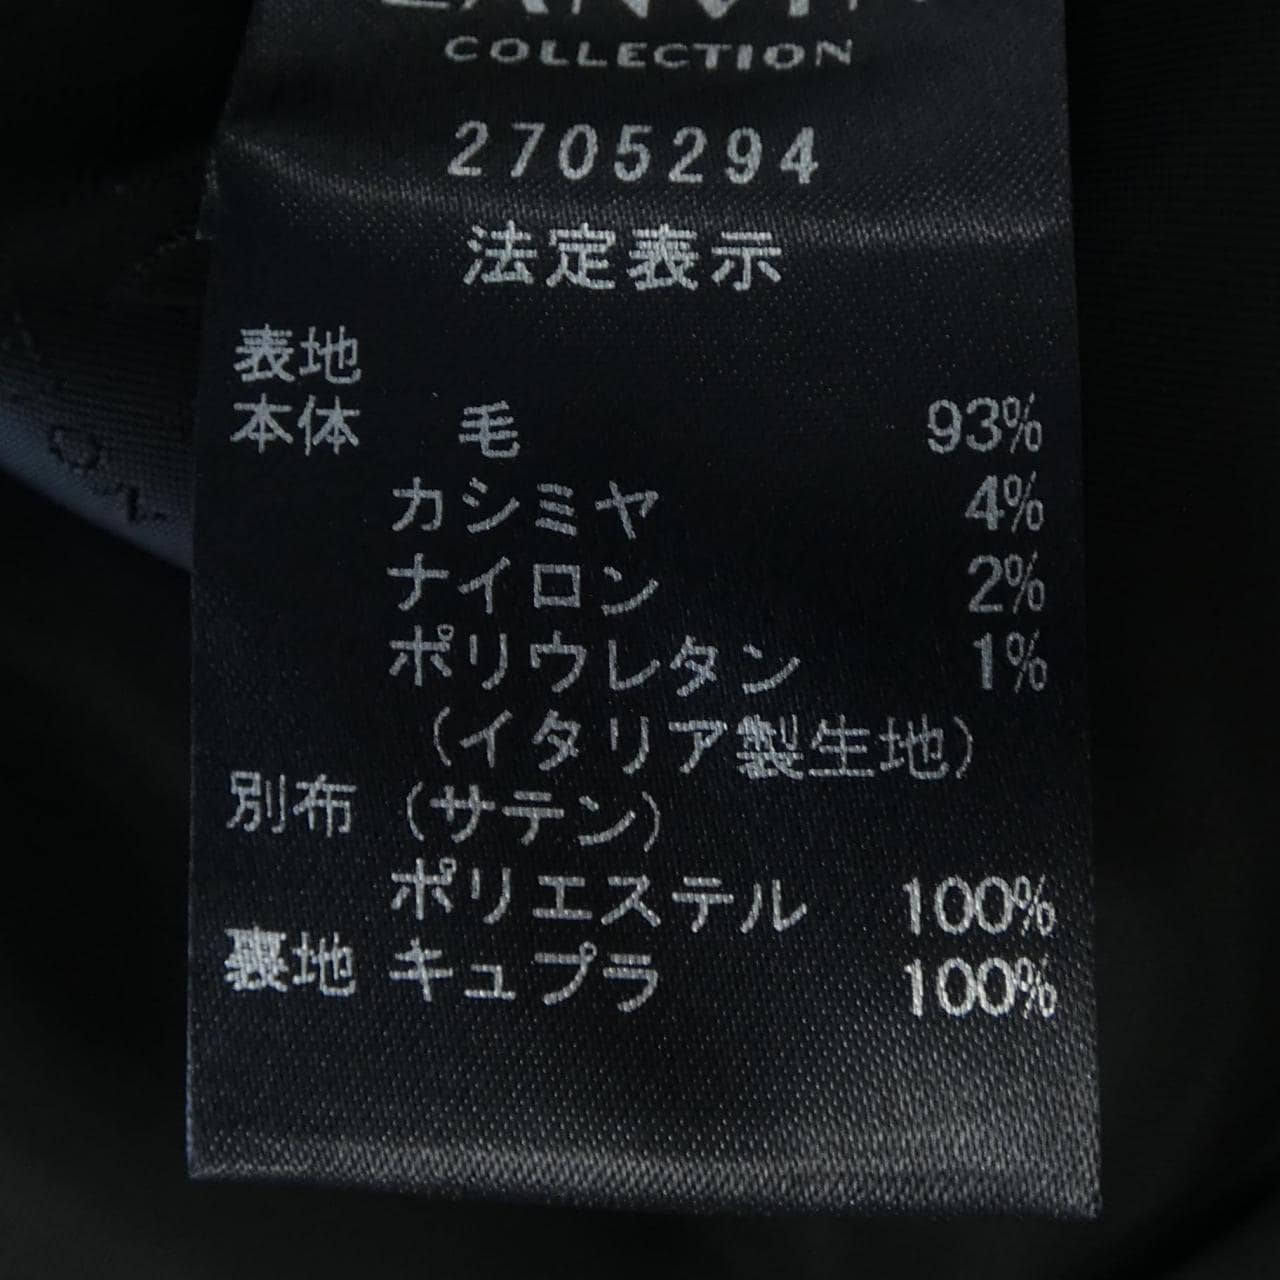 LANVIN
COLLECTION
2705294
法定表示
表地
本体 毛 93%
カシミヤ 4%
ナイロン 2%
ポリウレタン 1%
(イタリア製生地)
別布 (サテン)
ポリエステル 100%
裏地 キュプラ 100%